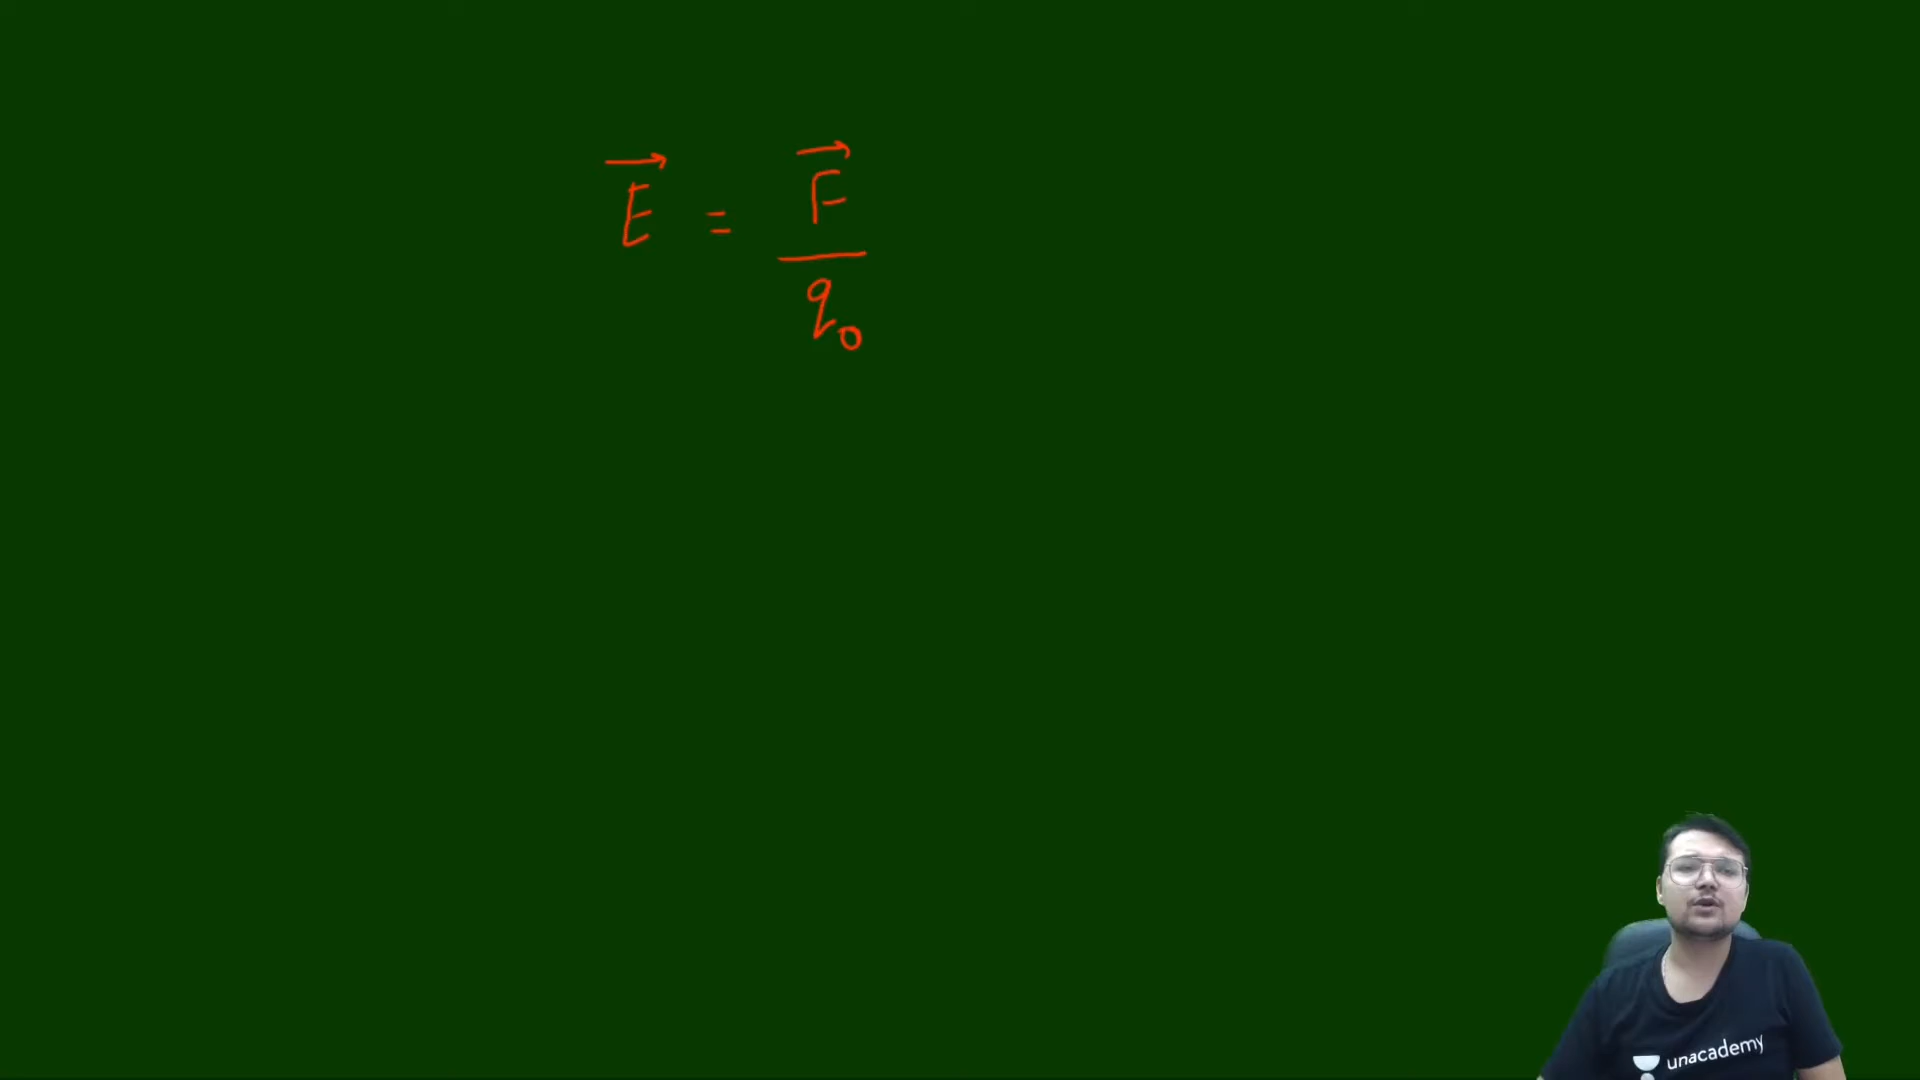 E⃗ = F⃗ / q₀
unacademy